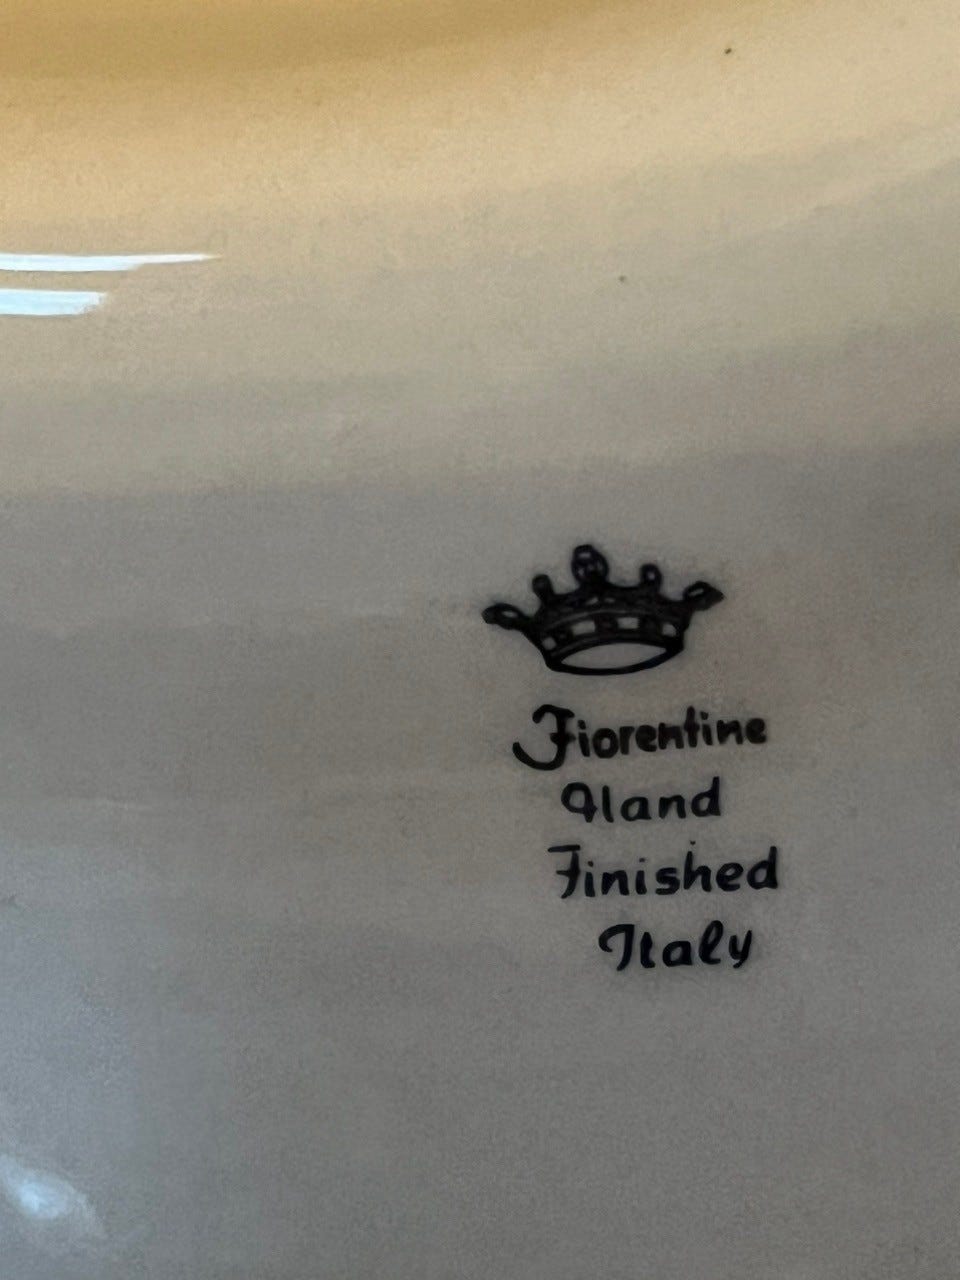 Fiorentine
Hand
Finished
Italy